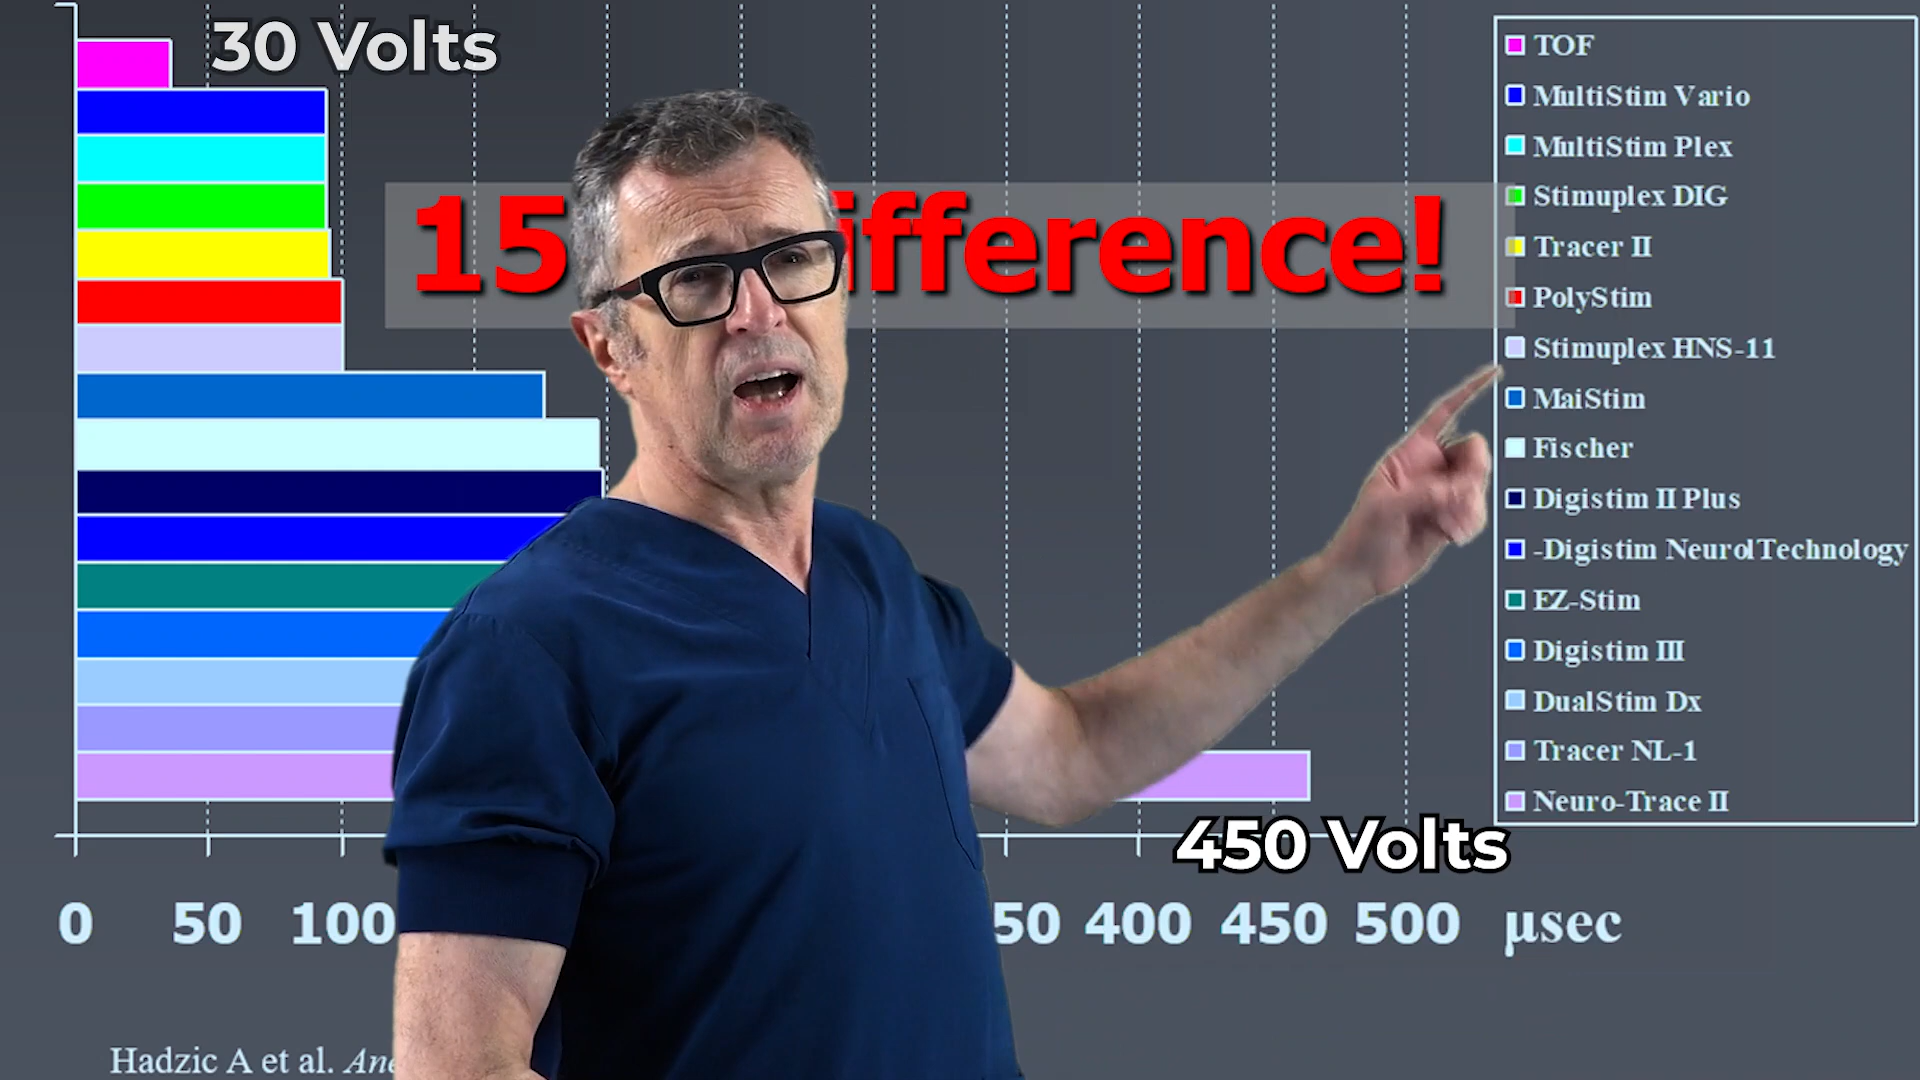 30 Volts
15 ifference!
TOF
MultiStim Vario
MultiStim Plex
Stimuplex DIG
Tracer II
PolyStim
Stimuplex HNS-11
MaiStim
Fischer
Digistim II Plus
-Digistim NeurolTechnology
EZ-Stim
Digistim III
DualStim Dx
Tracer NL-1
Neuro-Trace II
450 Volts
0 50 100 50 400 450 500 µsec
Hadzic A et al. Ane